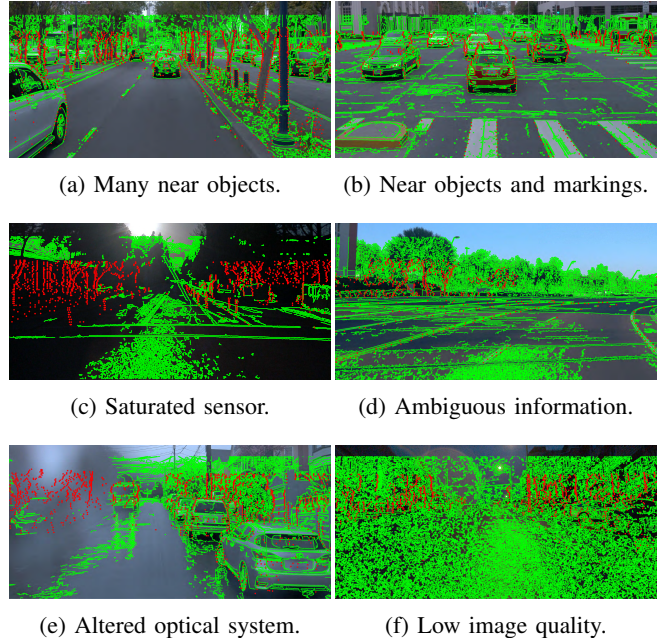 (a) Many near objects.
(b) Near objects and markings.
(c) Saturated sensor.
(d) Ambiguous information.
(e) Altered optical system.
(f) Low image quality.